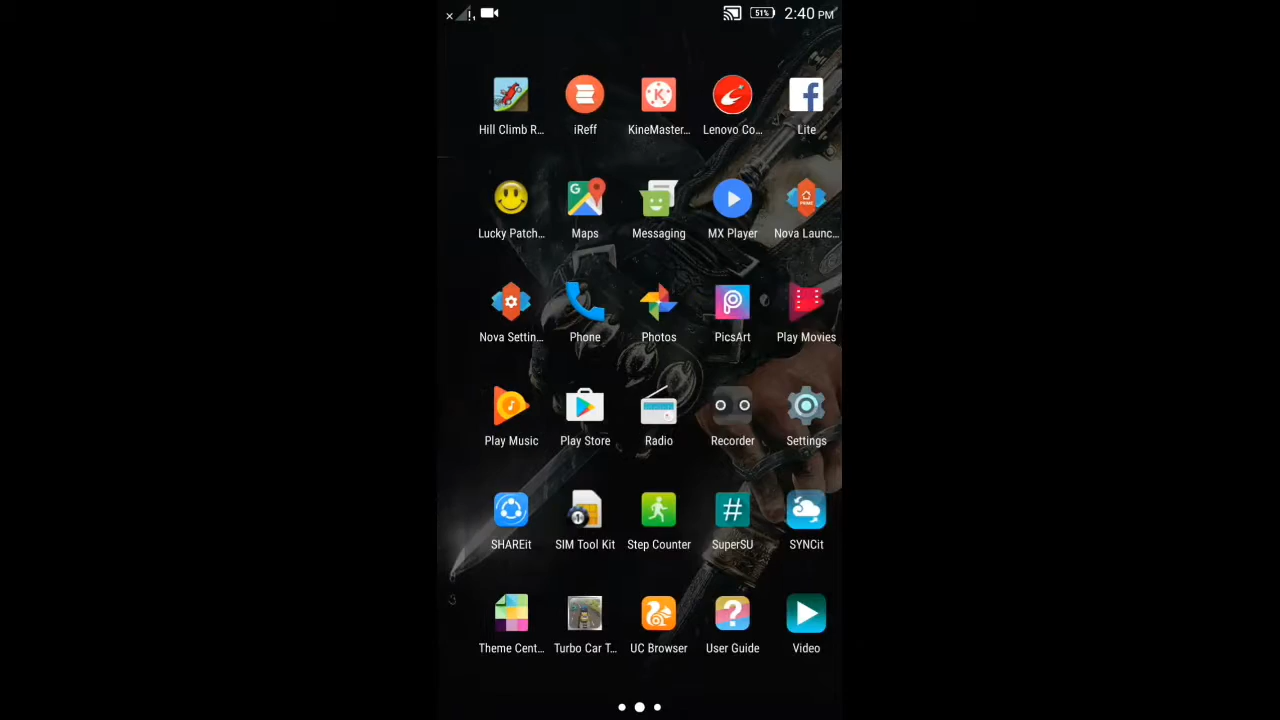 51% 2:40 PM
Hill Climb R... iReff KineMaster... Lenovo Co... Lite
Lucky Patch... Maps Messaging MX Player Nova Launc...
Nova Settin... Phone Photos PicsArt Play Movies
Play Music Play Store Radio Recorder Settings
SHAREit SIM Tool Kit Step Counter SuperSU SYNCit
Theme Cent... Turbo Car T... UC Browser User Guide Video